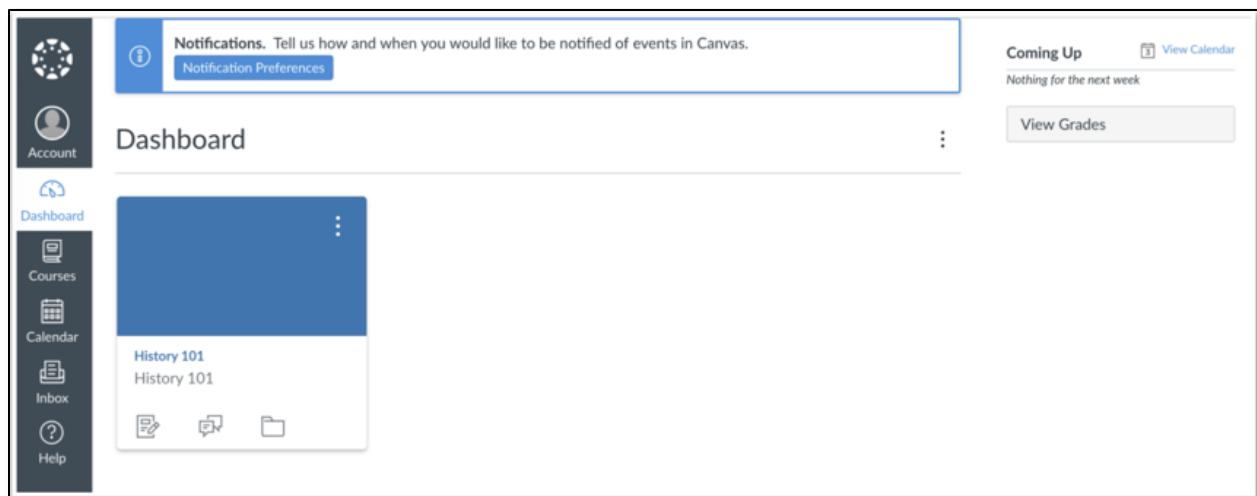 Account
Dashboard
Courses
Calendar
Inbox
Help
Notifications. Tell us how and when you would like to be notified of events in Canvas.
Notification Preferences
Dashboard
History 101
History 101
Coming Up
3
View Calendar
Nothing for the next week
View Grades